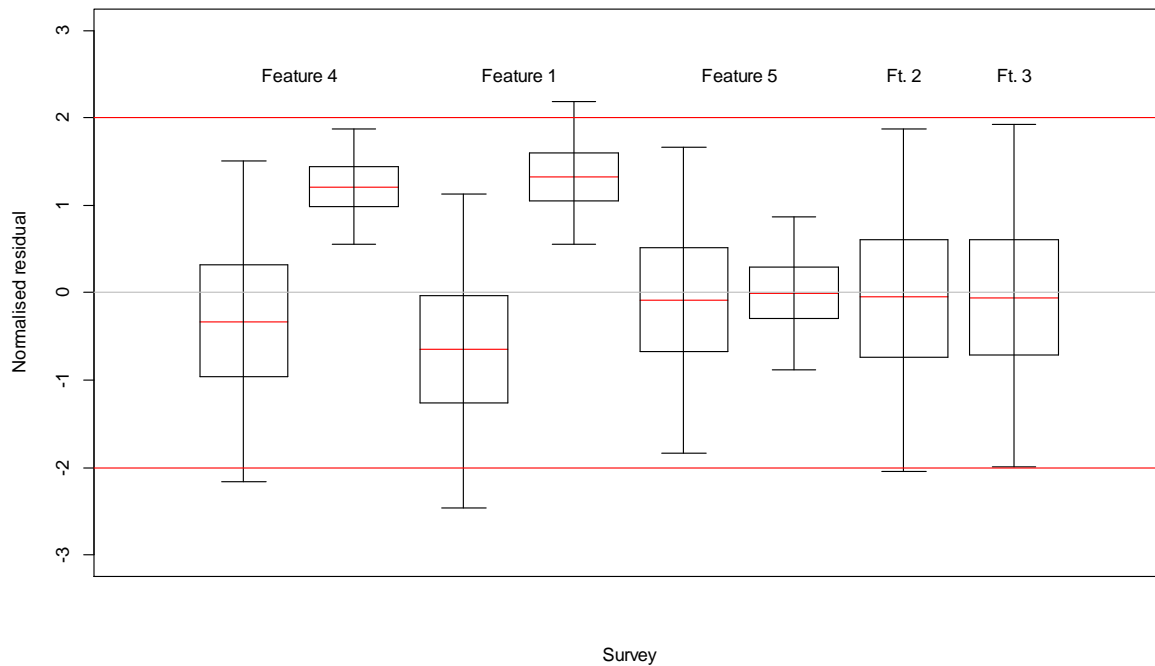 3
Feature 4
Feature 1
Feature 5
Ft. 2
Ft. 3
2
1
0
-1
-2
-3
Normalised residual
Survey